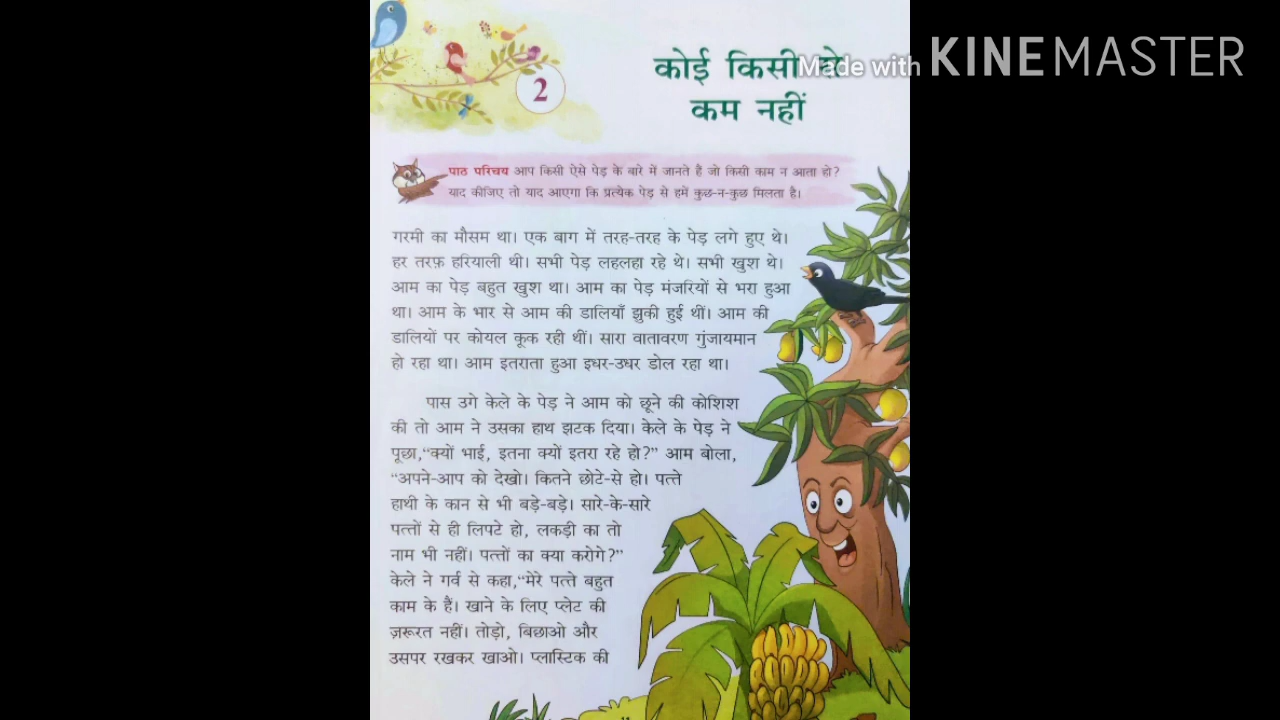 Made with KINEMASTER
2
कोई किसी से
कम नहीं
पाठ परिचय आप किसी ऐसे पेड़ के बारे में जानते हैं जो किसी काम न आता हो?
याद कीजिए तो याद आएगा कि प्रत्येक पेड़ से हमें कुछ-न-कुछ मिलता है।
गरमी का मौसम था। एक बाग में तरह-तरह के पेड़ लगे हुए थे।
हर तरफ़ हरियाली थी। सभी पेड़ लहलहा रहे थे। सभी खुश थे।
आम का पेड़ बहुत खुश था। आम का पेड़ मंजरियों से भरा हुआ
था। आम के भार से आम की डालियाँ झुकी हुई थीं। आम की
डालियों पर कोयल कूक रही थीं। सारा वातावरण गुंजायमान
हो रहा था। आम इतराता हुआ इधर-उधर डोल रहा था।
पास उगे केले के पेड़ ने आम को छूने की कोशिश
की तो आम ने उसका हाथ झटक दिया। केले के पेड़ ने
पूछा,“क्यों भाई, इतना क्यों इतरा रहे हो?” आम बोला,
“अपने-आप को देखो। कितने छोटे-से हो। पत्ते
हाथी के कान से भी बड़े-बड़े। सारे-के-सारे
पत्तों से ही लिपटे हो, लकड़ी का तो
नाम भी नहीं। पत्तों का क्या करोगे?”
केले ने गर्व से कहा,“मेरे पत्ते बहुत
काम के हैं। खाने के लिए प्लेट की
ज़रूरत नहीं। तोड़ो, बिछाओ और
उसपर रखकर खाओ। प्लास्टिक की